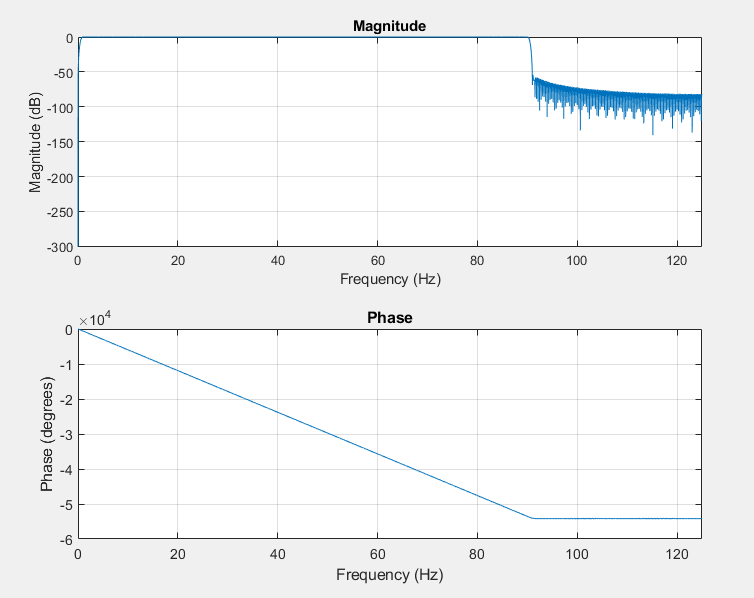 Magnitude
0
-50
-100
-150
-200
-250
-300
Magnitude (dB)
0 20 40 60 80 100 120
Frequency (Hz)
×10^4
Phase
0
-1
-2
-3
-4
-5
-6
Phase (degrees)
0 20 40 60 80 100 120
Frequency (Hz)